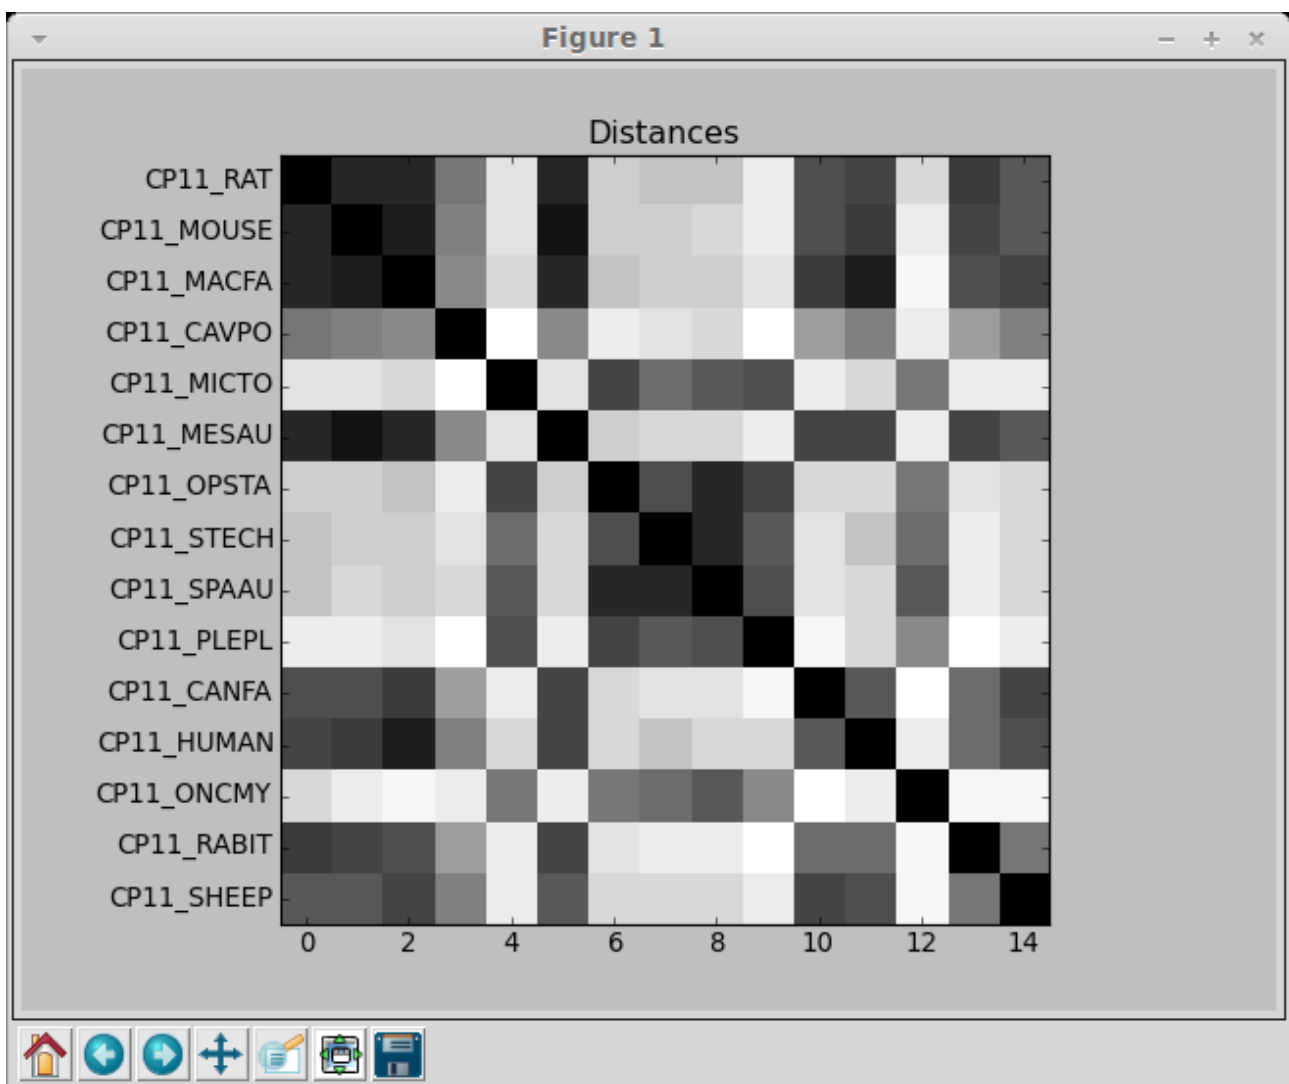 Figure 1
Distances
CP11_RAT
CP11_MOUSE
CP11_MACFA
CP11_CAVPO
CP11_MICTO
CP11_MESAU
CP11_OPSTA
CP11_STECH
CP11_SPAAU
CP11_PLEPL
CP11_CANFA
CP11_HUMAN
CP11_ONCMY
CP11_RABIT
CP11_SHEEP
0 2 4 6 8 10 12 14